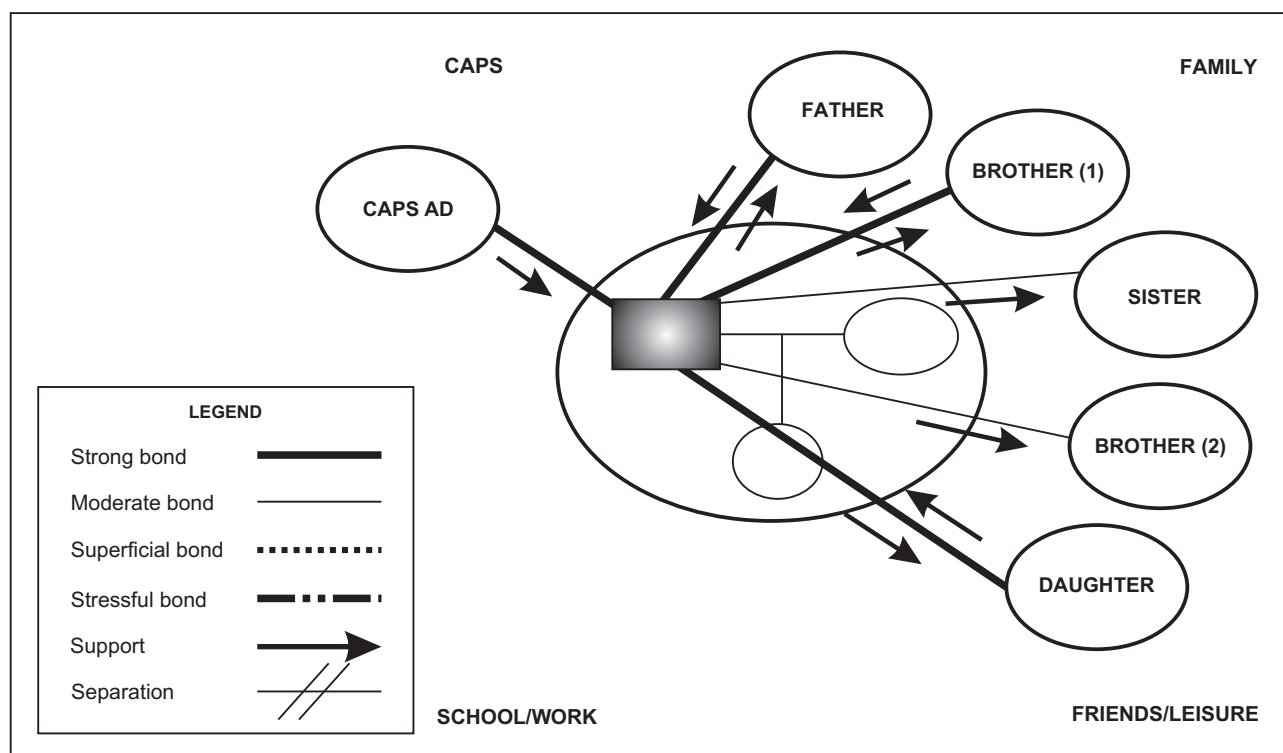 CAPS
FAMILY
FATHER
BROTHER (1)
CAPS AD
SISTER
BROTHER (2)
DAUGHTER
LEGEND
Strong bond
Moderate bond
Superficial bond
Stressful bond
Support
Separation
SCHOOL/WORK
FRIENDS/LEISURE